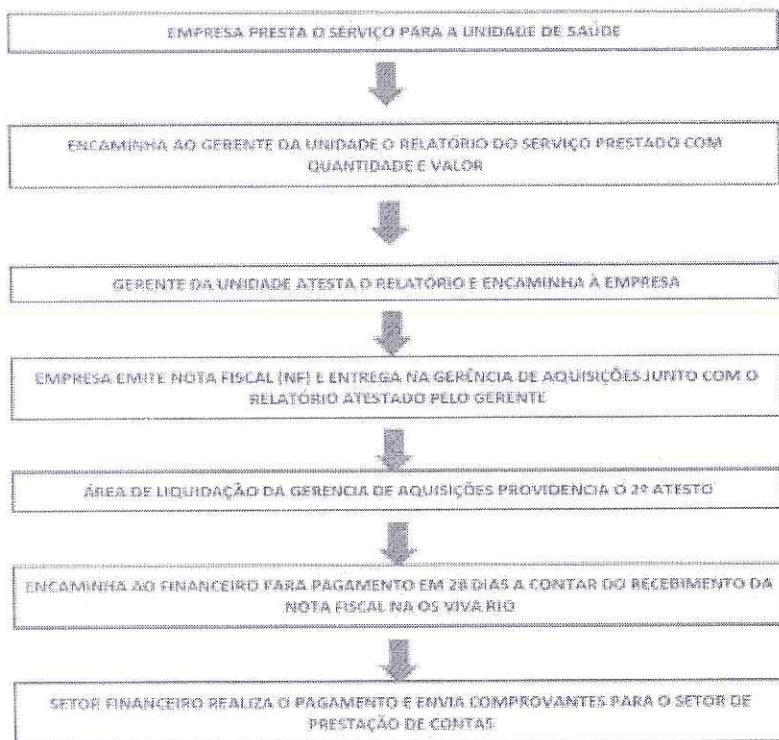 EMPRESA PRESTA O SERVIÇO PARA A UNIDADE DE SAÚDE
ENCAMINHA AO GERENTE DA UNIDADE O RELATÓRIO DO SERVIÇO PRESTADO COM
QUANTIDADE E VALOR
GERENTE DA UNIDADE ATESTA O RELATÓRIO E ENCAMINHA À EMPRESA
EMPRESA EMITE NOTA FISCAL (NF) E ENTREGA NA GERÊNCIA DE AQUISIÇÕES JUNTO COM O
RELATÓRIO ATESTADO PELO GERENTE
ÁREA DE LIQUIDAÇÃO DA GERENCIA DE AQUISIÇÕES PROVIDENCIA O 2º ATESTO
ENCAMINHA AO FINANCEIRO PARA PAGAMENTO EM 28 DIAS A CONTAR DO RECEBIMENTO DA
NOTA FISCAL NA OS VIVA RIO
SETOR FINANCEIRO REALIZA O PAGAMENTO E ENVIA COMPROVANTES PARA O SETOR DE
PRESTAÇÃO DE CONTAS